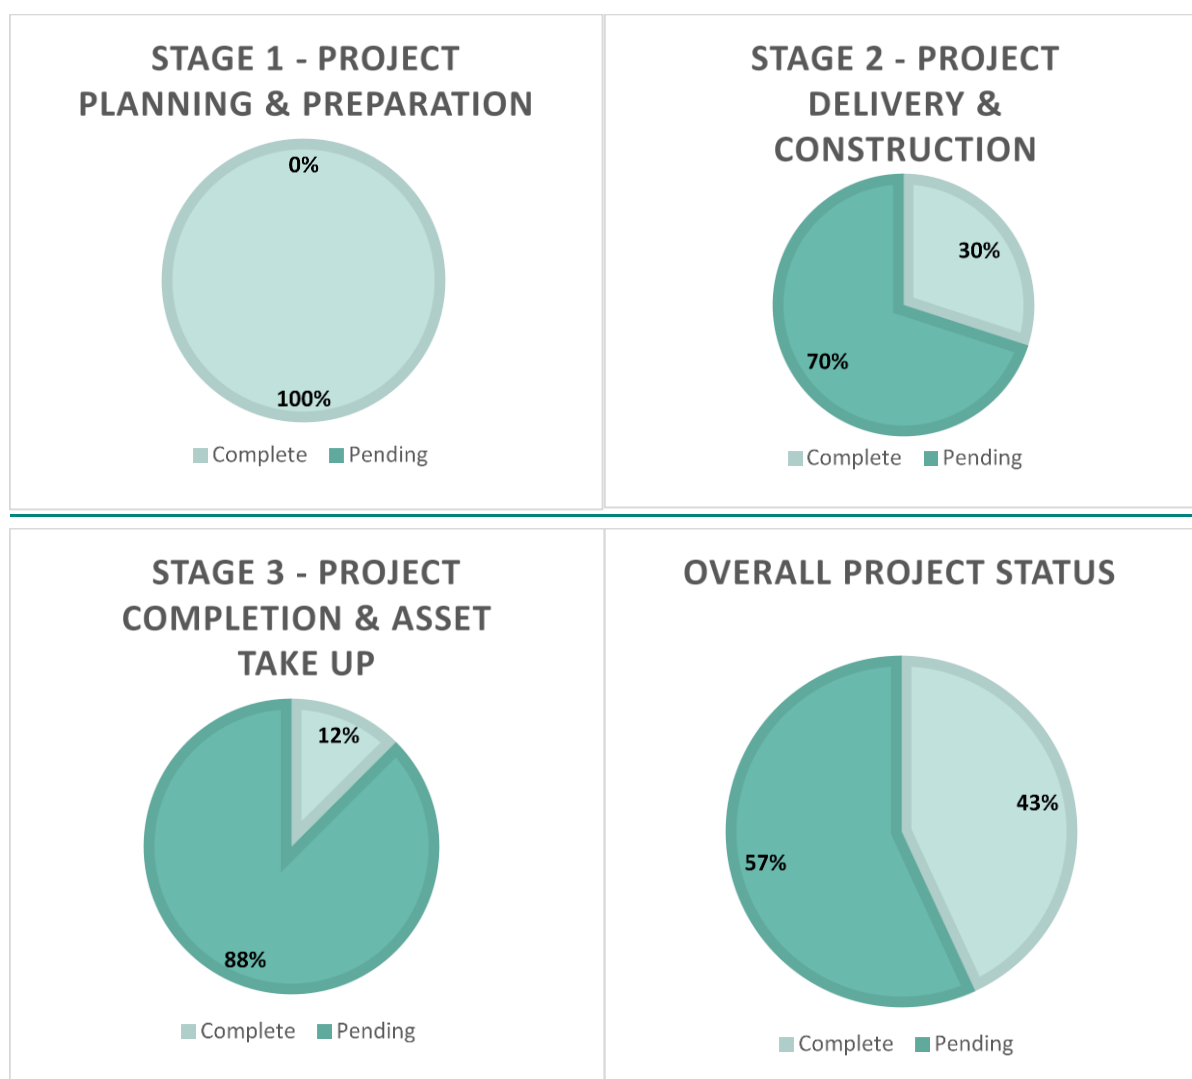 STAGE 1 - PROJECT
PLANNING & PREPARATION
0%
100%
Complete Pending
STAGE 2 - PROJECT
DELIVERY &
CONSTRUCTION
30%
70%
Complete Pending
STAGE 3 - PROJECT
COMPLETION & ASSET
TAKE UP
12%
88%
Complete Pending
OVERALL PROJECT STATUS
43%
57%
Complete Pending